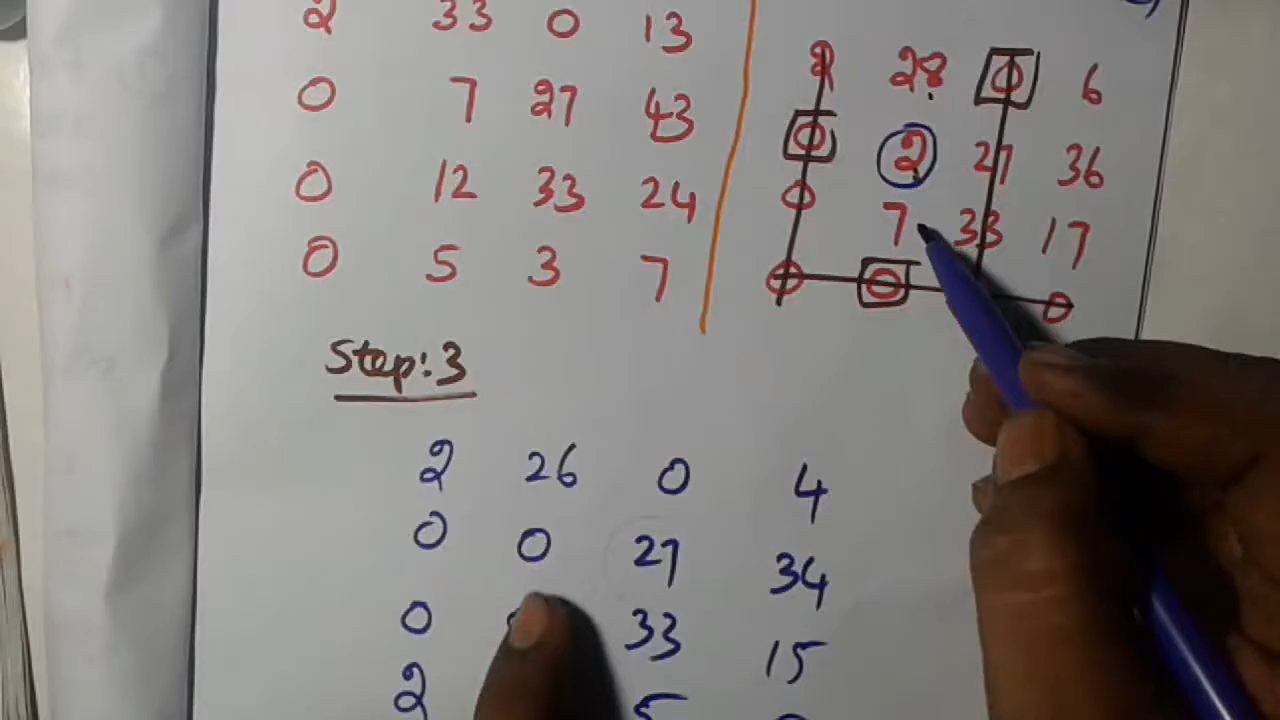 2 33 0 13
0 7 27 43
0 12 33 24
0 5 3 7
2 28 0 6
0 2 27 36
0 7 33 17
0 0 0
Step:3
2 26 0 4
0 0 27 34
0 33 15
2 5